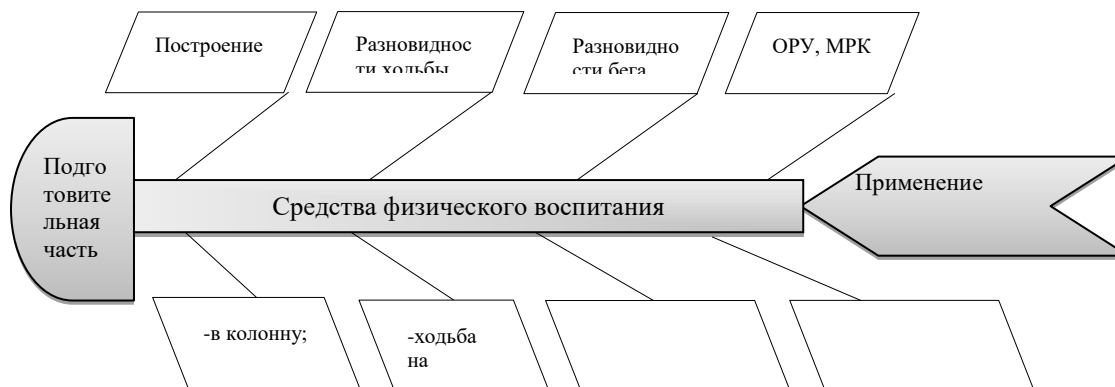 Построение
Разновиднос
ти ходьбы
Разновидно
сти бега
ОРУ, МРК
Подго
товите
льная
часть
Средства физического воспитания
Применение
-в колонну;
-ходьба
на